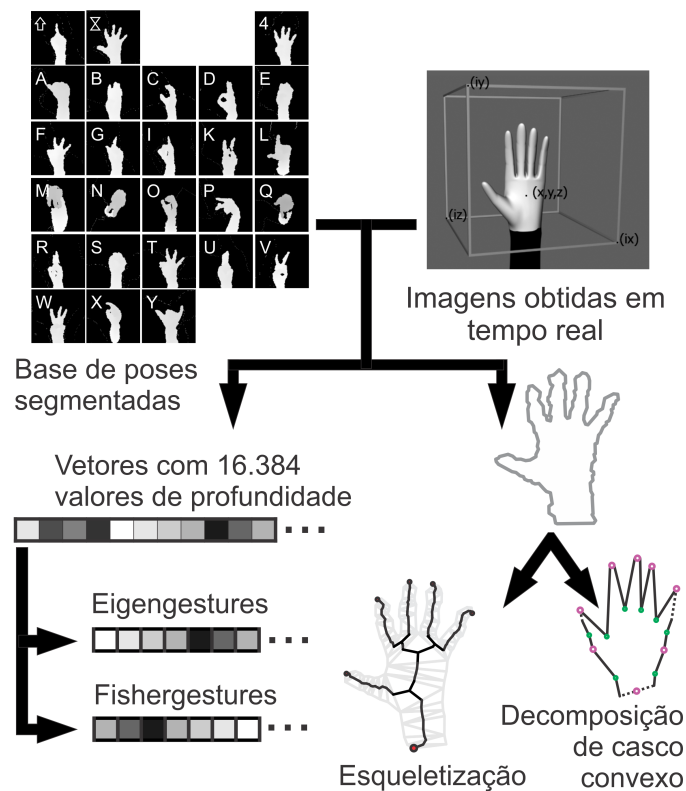 4
A B C D E
F G I K L
M N O P Q
R S T U V
W X Y
Base de poses
segmentadas
(iy)
(x,y,z)
(iz)
(ix)
Imagens obtidas em
tempo real
Vetores com 16.384
valores de profundidade
Eigengestures
Fishergestures
Esqueletização
Decomposição
de casco
convexo